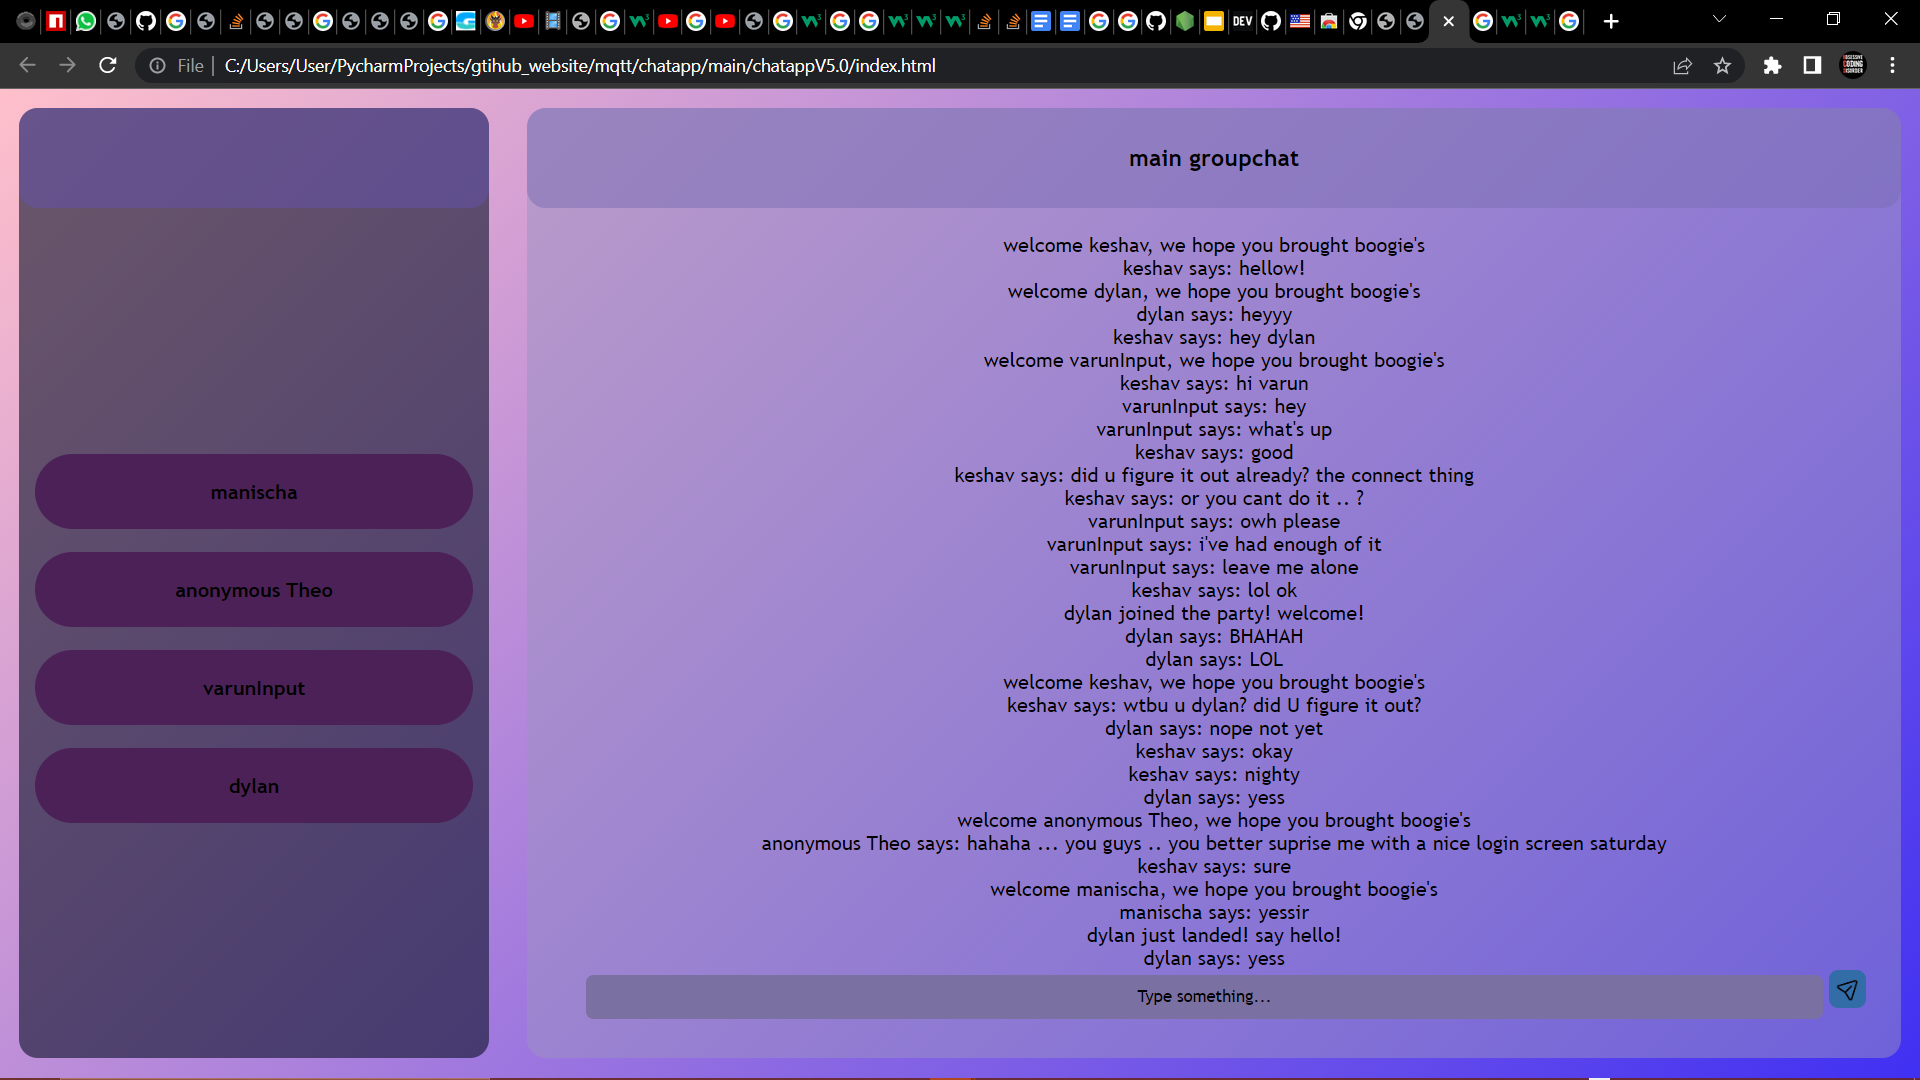 DEV
File
C:/Users/User/PycharmProjects/gtihub_website/mqtt/chatapp/main/chatappV5.0/index.html
main groupchat
manischa
anonymous Theo
varunInput
dylan
welcome keshav, we hope you brought boogie's
keshav says: hellow!
welcome dylan, we hope you brought boogie's
dylan says: heyyy
keshav says: hey dylan
welcome varunInput, we hope you brought boogie's
keshav says: hi varun
varunInput says: hey
varunInput says: what's up
keshav says: good
keshav says: did u figure it out already? the connect thing
keshav says: or you cant do it .. ?
varunInput says: owh please
varunInput says: i've had enough of it
varunInput says: leave me alone
keshav says: lol ok
dylan joined the party! welcome!
dylan says: BHAHAH
dylan says: LOL
welcome keshav, we hope you brought boogie's
keshav says: wtbu u dylan? did U figure it out?
dylan says: nope not yet
keshav says: okay
keshav says: nighty
dylan says: yess
welcome anonymous Theo, we hope you brought boogie's
anonymous Theo says: hahaha ... you guys .. you better suprise me with a nice login screen saturday
keshav says: sure
welcome manischa, we hope you brought boogie's
manischa says: yessir
dylan just landed! say hello!
dylan says: yess
Type something...